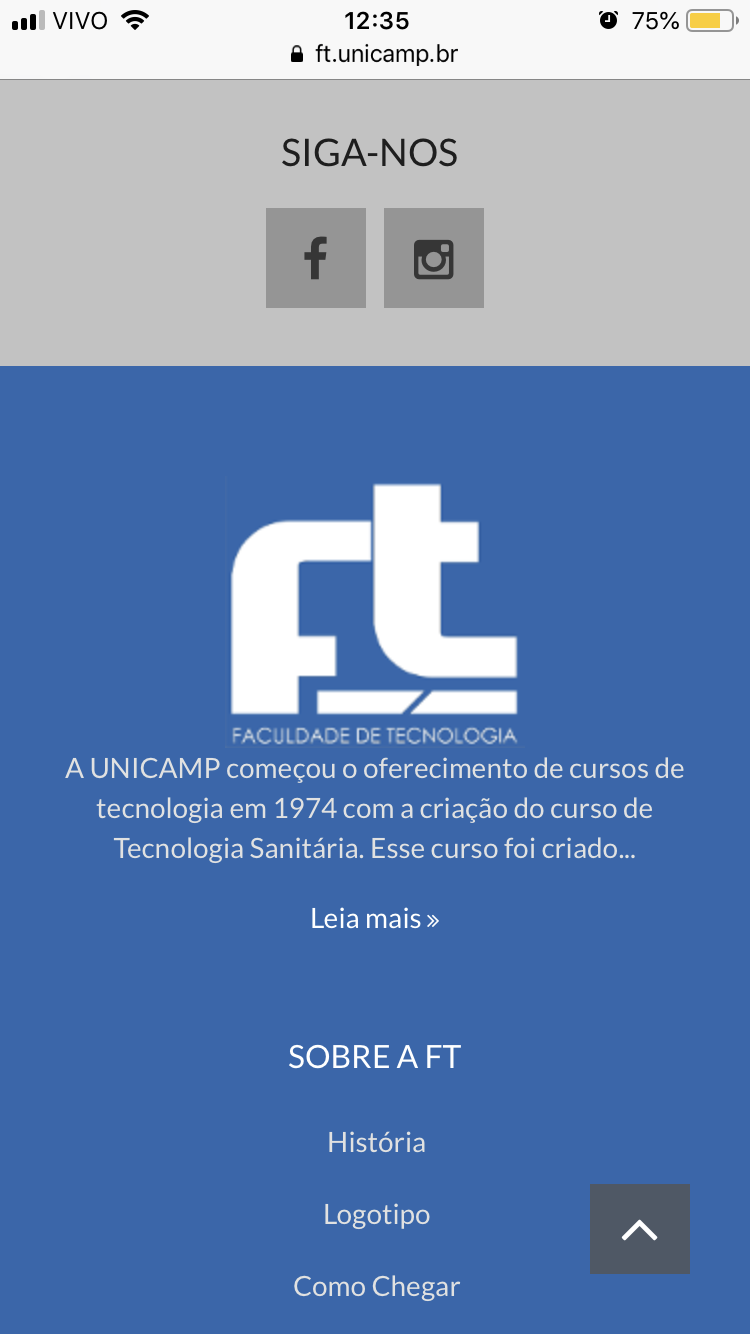 VIVO 12:35 75%
ft.unicamp.br
SIGA-NOS
ft
FACULDADE DE TECNOLOGIA
A UNICAMP começou o oferecimento de cursos de
tecnologia em 1974 com a criação do curso de
Tecnologia Sanitária. Esse curso foi criado...
Leia mais »
SOBRE A FT
História
Logotipo
Como Chegar